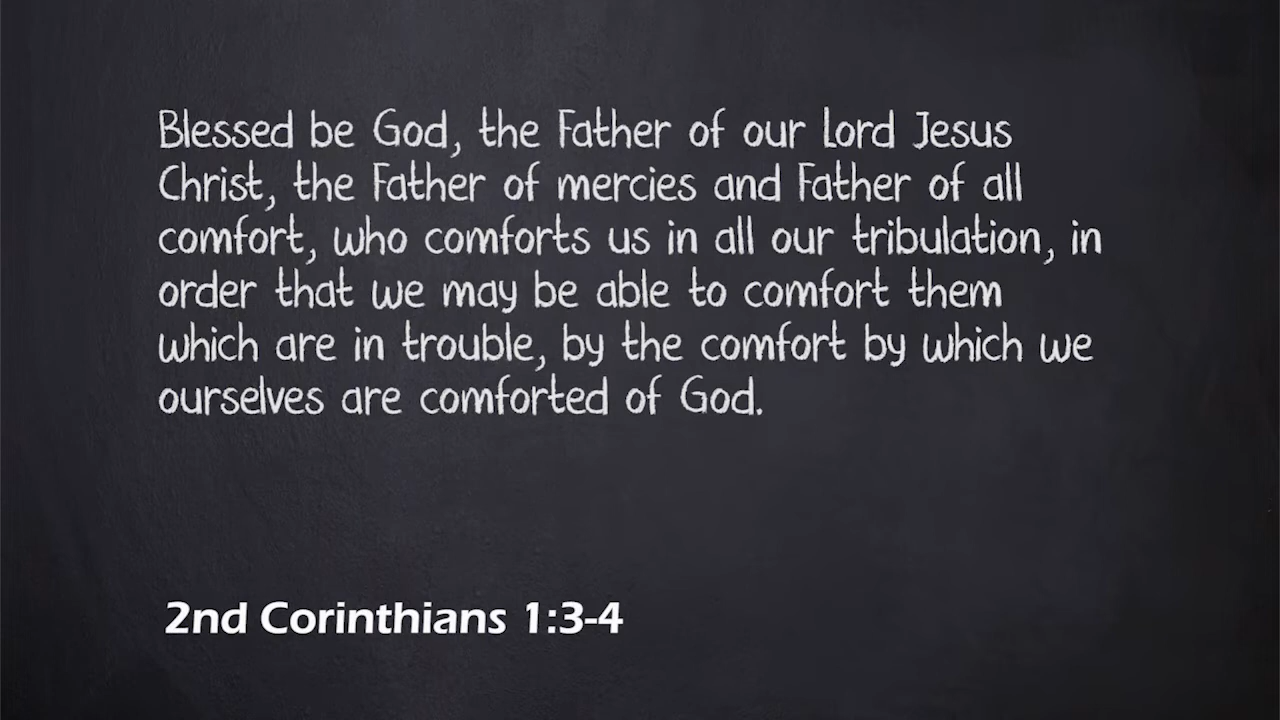 Blessed be God, the Father of our Lord Jesus
Christ, the Father of mercies and Father of all
comfort, who comforts us in all our tribulation, in
order that we may be able to comfort them
which are in trouble, by the comfort by which we
ourselves are comforted of God.
2nd Corinthians 1:3-4